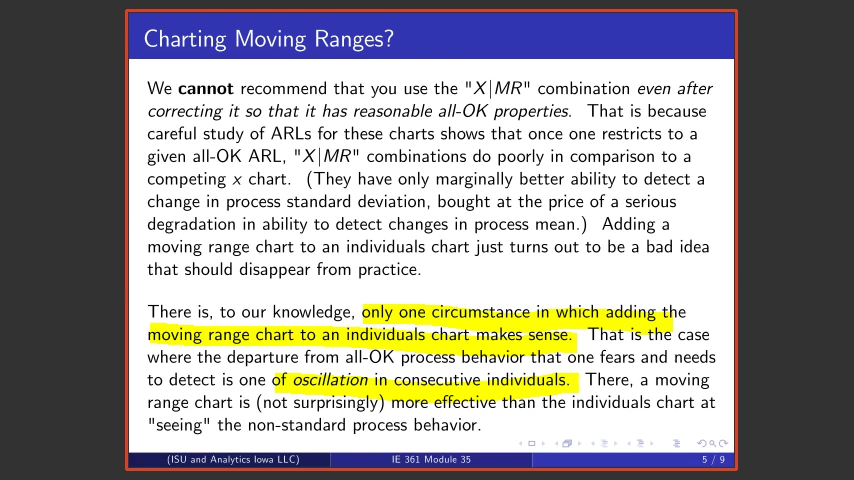 Charting Moving Ranges?
We cannot recommend that you use the "X|MR" combination even after
correcting it so that it has reasonable all-OK properties. That is because
careful study of ARLs for these charts shows that once one restricts to a
given all-OK ARL, "X|MR" combinations do poorly in comparison to a
competing x chart. (They have only marginally better ability to detect a
change in process standard deviation, bought at the price of a serious
degradation in ability to detect changes in process mean.) Adding a
moving range chart to an individuals chart just turns out to be a bad idea
that should disappear from practice.
There is, to our knowledge, only one circumstance in which adding the
moving range chart to an individuals chart makes sense. That is the case
where the departure from all-OK process behavior that one fears and needs
to detect is one of oscillation in consecutive individuals. There, a moving
range chart is (not surprisingly) more effective than the individuals chart at
"seeing" the non-standard process behavior.
(ISU and Analytics Iowa LLC) IE 361 Module 35 5 / 9